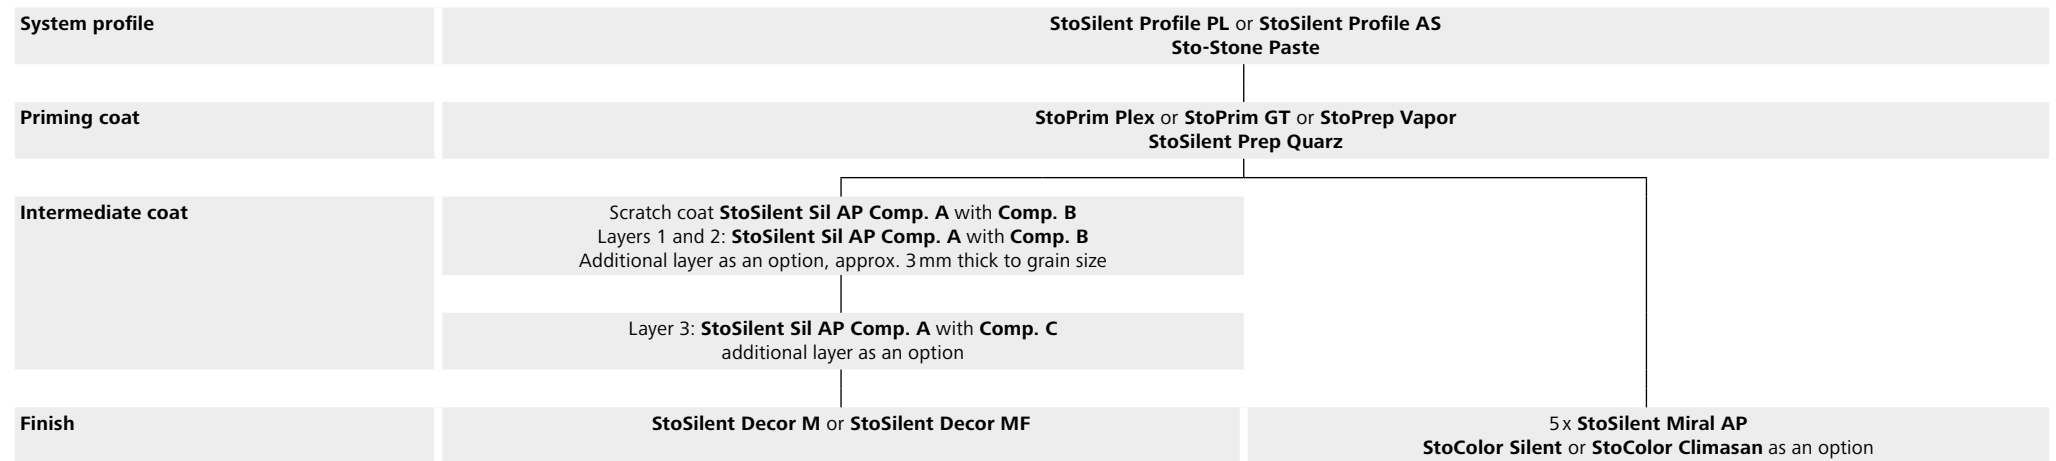 System profile
StoSilent Profile PL or StoSilent Profile AS
Sto-Stone Paste
Priming coat
StoPrim Plex or StoPrim GT or StoPrep Vapor
StoSilent Prep Quarz
Intermediate coat
Scratch coat StoSilent Sil AP Comp. A with Comp. B
Layers 1 and 2: StoSilent Sil AP Comp. A with Comp. B
Additional layer as an option, approx. 3 mm thick to grain size
Layer 3: StoSilent Sil AP Comp. A with Comp. C
additional layer as an option
Finish
StoSilent Decor M or StoSilent Decor MF
5 x StoSilent Miral AP
StoColor Silent or StoColor Climasan as an option